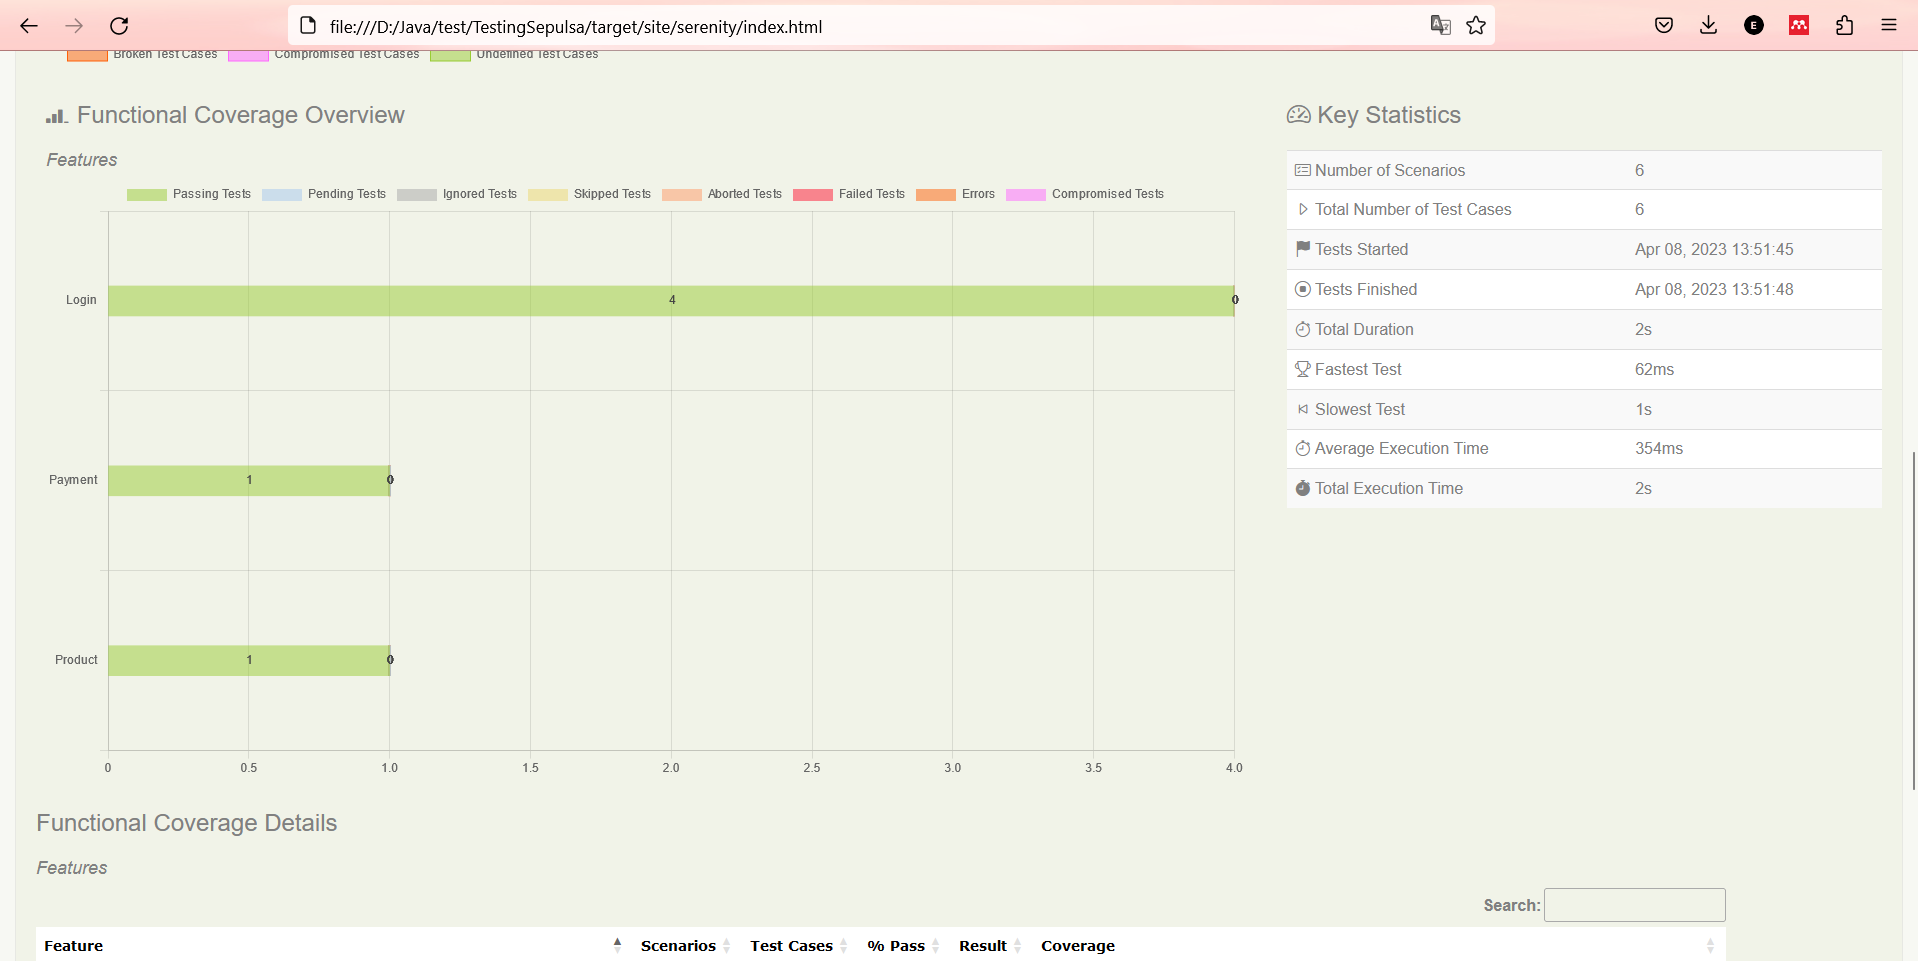 file:///D:/Java/test/TestingSepulsa/target/site/serenity/index.html
E
Broken Test Cases Compromised Test Cases Undefined Test Cases
Functional Coverage Overview
Features
Passing Tests Pending Tests Ignored Tests Skipped Tests Aborted Tests Failed Tests Errors Compromised Tests
Login 4 0
Payment 1 0
Product 1 0
0 0.5 1.0 1.5 2.0 2.5 3.0 3.5 4.0
Key Statistics
Number of Scenarios 6
Total Number of Test Cases 6
Tests Started Apr 08, 2023 13:51:45
Tests Finished Apr 08, 2023 13:51:48
Total Duration 2s
Fastest Test 62ms
Slowest Test 1s
Average Execution Time 354ms
Total Execution Time 2s
Functional Coverage Details
Features
Search:
Feature Scenarios Test Cases % Pass Result Coverage